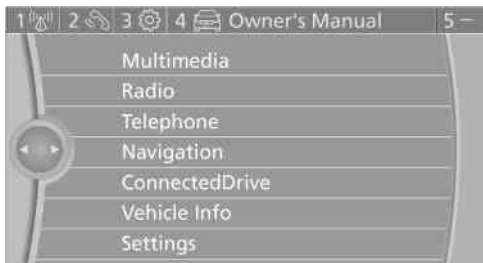 1 2 3 4 Owner's Manual 5
Multimedia
Radio
Telephone
Navigation
ConnectedDrive
Vehicle Info
Settings